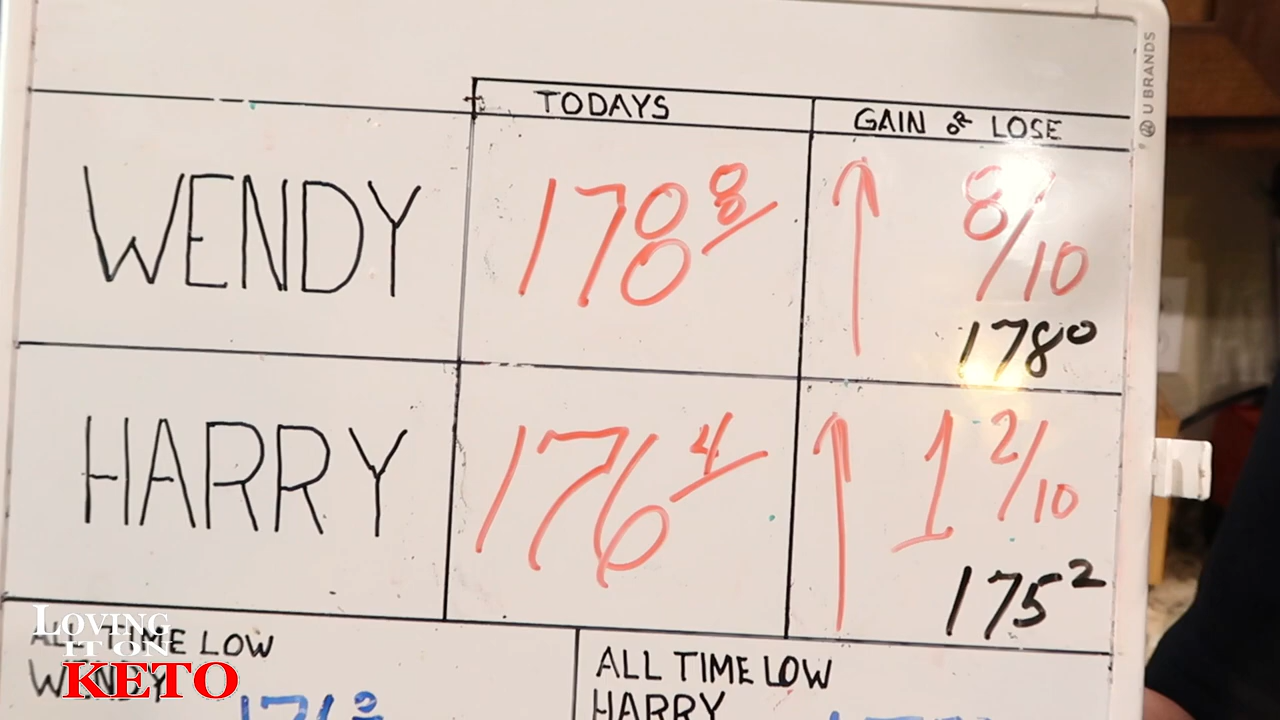 U BRANDS
TODAYS
GAIN OR LOSE
WENDY
178 8
8/10
178 0
HARRY
176 4
1 2/10
175 2
ALL TIME LOW
WENDY
ALL TIME LOW
HARRY
LOVING
IT ON
KETO